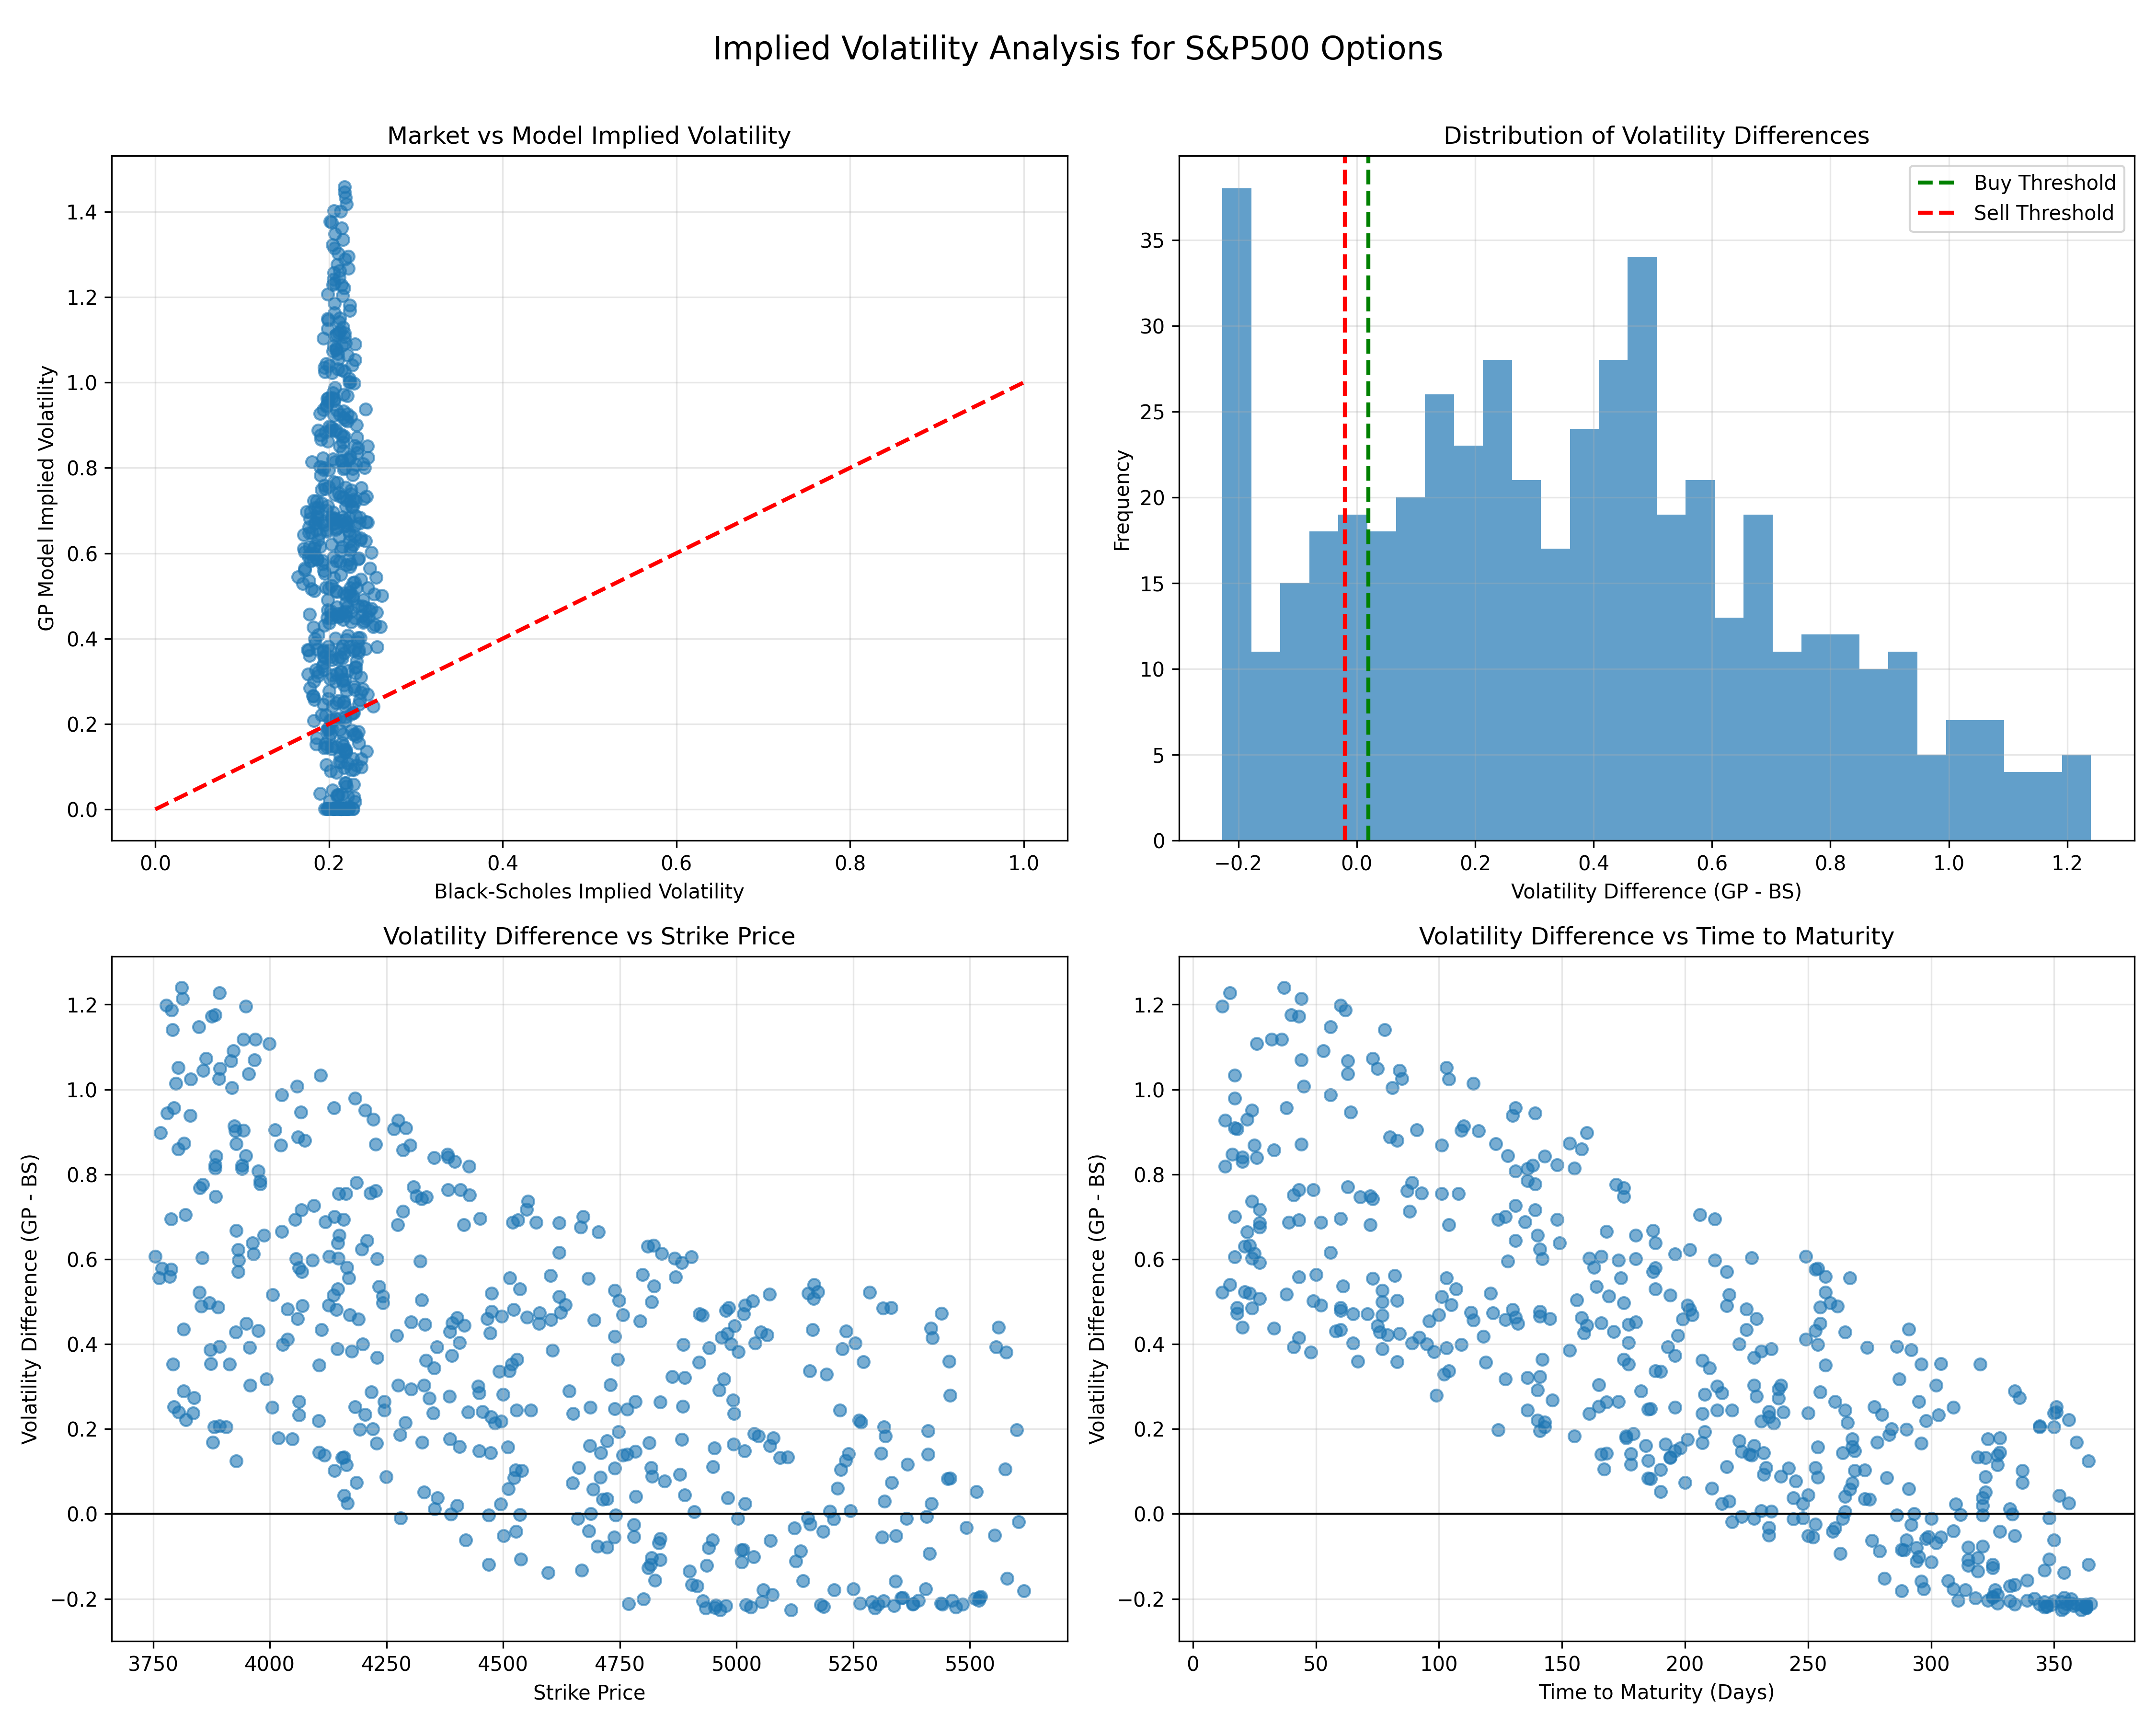 Implied Volatility Analysis for S&P500 Options
Market vs Model Implied Volatility
GP Model Implied Volatility
1.4
1.2
1.0
0.8
0.6
0.4
0.2
0.0
0.0 0.2 0.4 0.6 0.8 1.0
Black-Scholes Implied Volatility
Distribution of Volatility Differences
Buy Threshold
Sell Threshold
Frequency
35
30
25
20
15
10
5
0
−0.2 0.0 0.2 0.4 0.6 0.8 1.0 1.2
Volatility Difference (GP - BS)
Volatility Difference vs Strike Price
Volatility Difference (GP - BS)
1.2
1.0
0.8
0.6
0.4
0.2
0.0
−0.2
3750 4000 4250 4500 4750 5000 5250 5500
Strike Price
Volatility Difference vs Time to Maturity
Volatility Difference (GP - BS)
1.2
1.0
0.8
0.6
0.4
0.2
0.0
−0.2
0 50 100 150 200 250 300 350
Time to Maturity (Days)